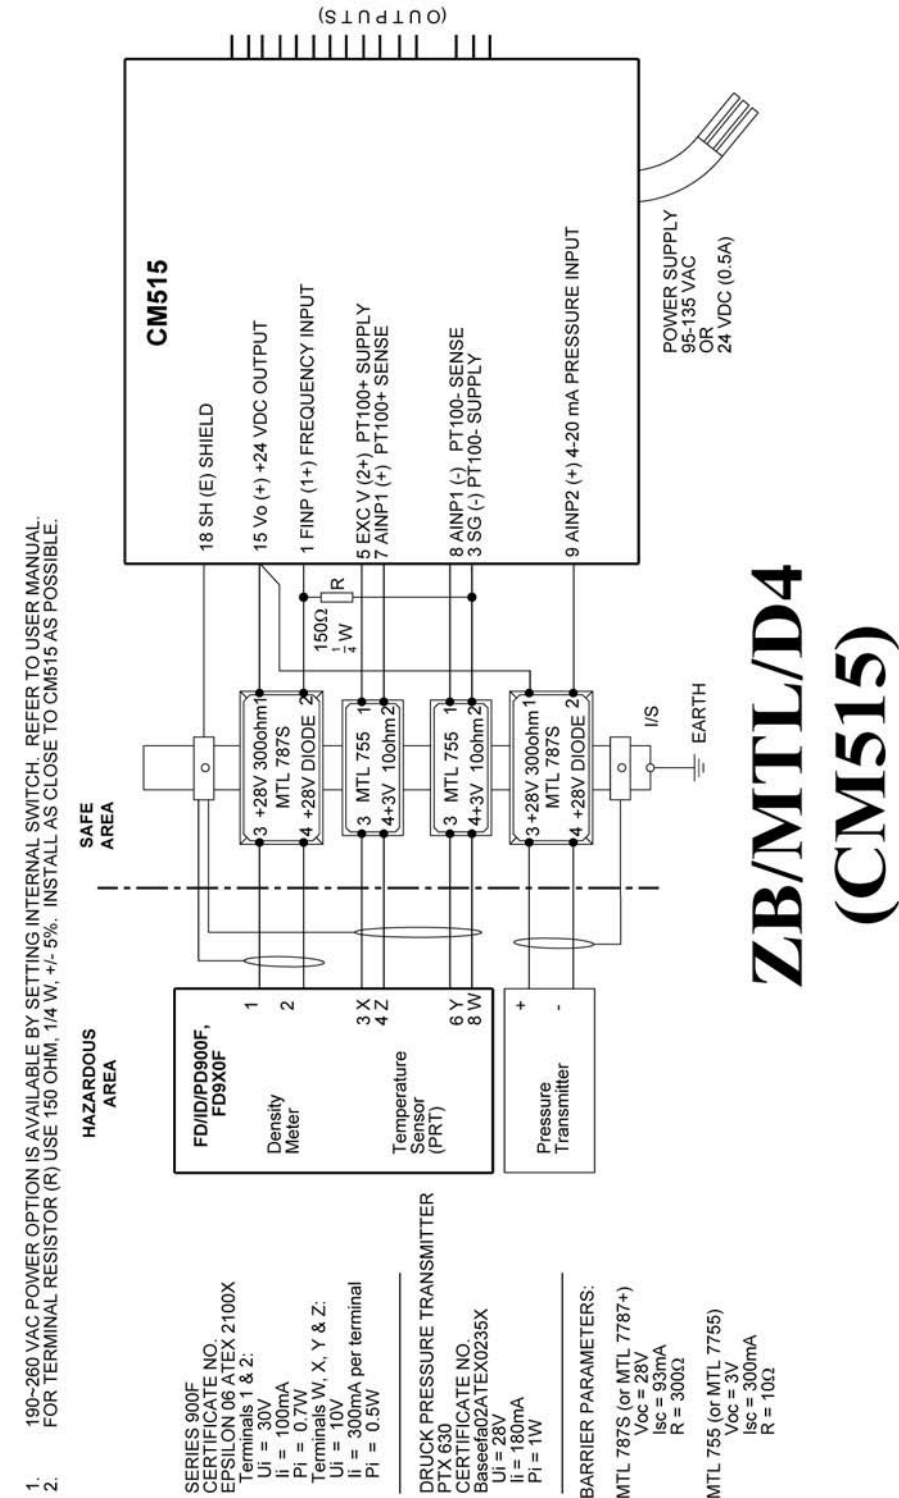 1. 190~260 VAC POWER OPTION IS AVAILABLE BY SETTING INTERNAL SWITCH. REFER TO USER MANUAL.
2. FOR TERMINAL RESISTOR (R) USE 150 OHM, 1/4 W, +/- 5%. INSTALL AS CLOSE TO CM515 AS POSSIBLE.
HAZARDOUS
AREA
SAFE
AREA
SERIES 900F
CERTIFICATE NO.
EPSILON 06 ATEX 2100X
Terminals 1 & 2:
Ui = 30V
Ii = 100mA
Pi = 0.7W
Terminals W, X, Y & Z:
Ui = 10V
Ii = 300mA per terminal
Pi = 0.5W
DRUCK PRESSURE TRANSMITTER
PTX 630
CERTIFICATE NO.
Baseefa02ATEX0235X
Ui = 28V
Ii = 180mA
Pi = 1W
BARRIER PARAMETERS:
MTL 787S (or MTL 7787+)
Voc = 28V
Isc = 93mA
R = 300Ω
MTL 755 (or MTL 7755)
Voc = 3V
Isc = 300mA
R = 10Ω
FD/ID/PD900F,
FD9X0F
Density
Meter
1
2
Temperature
Sensor
(PRT)
3 X
4 Z
6 Y
8 W
Pressure
Transmitter
+
-
3 +28V 300ohm 1
MTL 787S
4 +28V DIODE 2
3 MTL 755 1
4+3V 10ohm 2
3 MTL 755 1
4+3V 10ohm 2
3 +28V 300ohm 1
MTL 787S
4 +28V DIODE 2
I/S
EARTH
150Ω
1/4 W
R
CM515
18 SH (E) SHIELD
15 Vo (+) +24 VDC OUTPUT
1 FINP (1+) FREQUENCY INPUT
5 EXC V (2+) PT100+ SUPPLY
7 AINP1 (+) PT100+ SENSE
8 AINP1 (-) PT100- SENSE
3 SG (-) PT100- SUPPLY
9 AINP2 (+) 4-20 mA PRESSURE INPUT
(OUTPUTS)
POWER SUPPLY
95-135 VAC
OR
24 VDC (0.5A)
ZB/MTL/D4
(CM515)